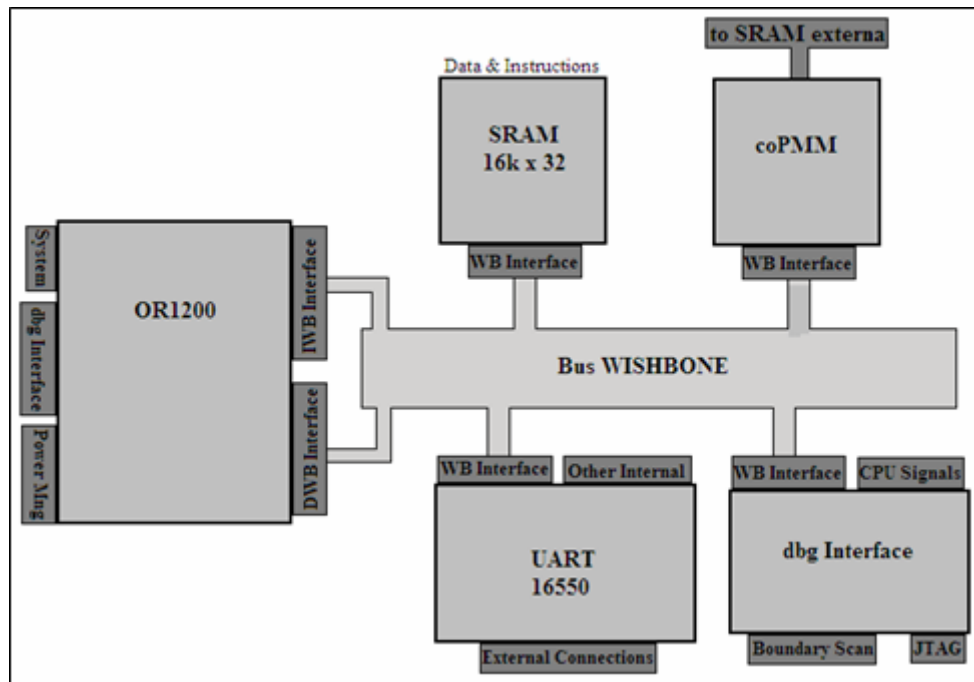 to SRAM externa
Data & Instructions
SRAM
16k x 32
coPMM
WB Interface
WB Interface
System
dbg Interface
Power Mng
OR1200
IWB Interface
DWB Interface
Bus WISHBONE
WB Interface
Other Internal
WB Interface
CPU Signals
UART
16550
dbg Interface
External Connections
Boundary Scan
JTAG